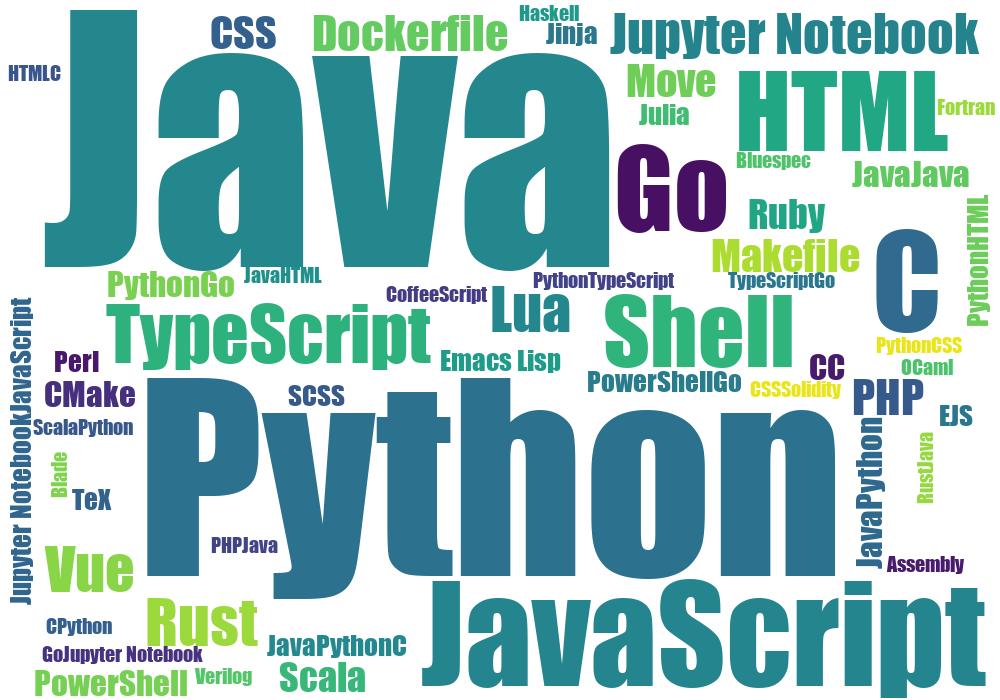 Haskell
CSS
Dockerfile
Jinja
Jupyter Notebook
HTMLC
Java
Move
HTML
Julia
Fortran
Bluespec
Go
JavaJava
Ruby
PythonHTML
Makefile
C
PythonGo
JavaHTML
CoffeeScript
PythonTypeScript
TypeScriptGo
Lua
Shell
TypeScript
Jupyter NotebookJavaScript
PythonCSS
Perl
Emacs Lisp
CC
OCaml
CMake
SCSS
PowerShellGo
CSSSolidity
PHP
EJS
ScalaPython
Python
JavaPython
RustJava
Blade
TeX
PHPJava
Vue
Assembly
CPython
Rust
JavaScript
GoJupyter Notebook
JavaPythonC
PowerShell
Verilog
Scala